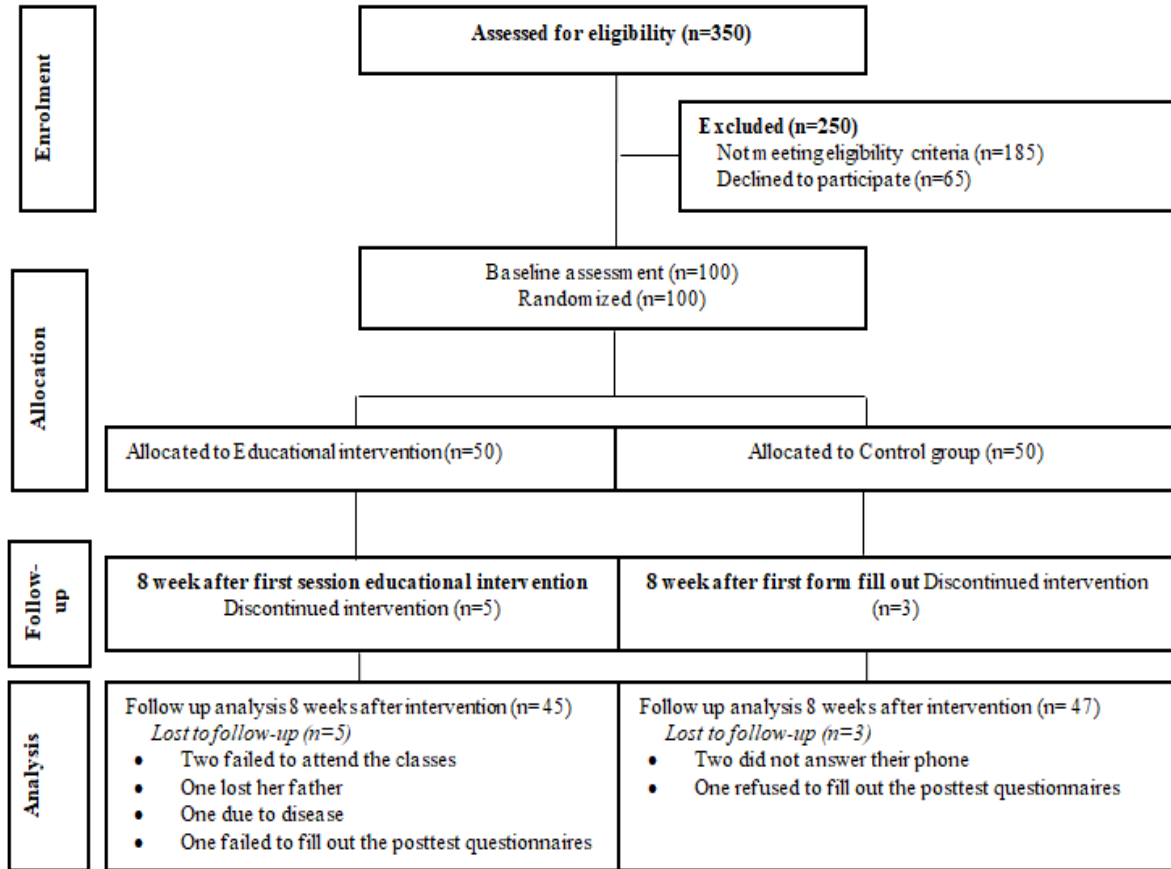 Enrolment
Assessed for eligibility (n=350)
Excluded (n=250)
Not meeting eligibility criteria (n=185)
Declined to participate (n=65)
Allocation
Baseline assessment (n=100)
Randomized (n=100)
Allocated to Educational intervention (n=50)
Allocated to Control group (n=50)
Follow-
up
8 week after first session educational intervention
Discontinued intervention (n=5)
8 week after first form fill out Discontinued intervention
(n=3)
Analysis
Follow up analysis 8 weeks after intervention (n= 45)
Lost to follow-up (n=5)
• Two failed to attend the classes
• One lost her father
• One due to disease
• One failed to fill out the posttest questionnaires
Follow up analysis 8 weeks after intervention (n= 47)
Lost to follow-up (n=3)
• Two did not answer their phone
• One refused to fill out the posttest questionnaires